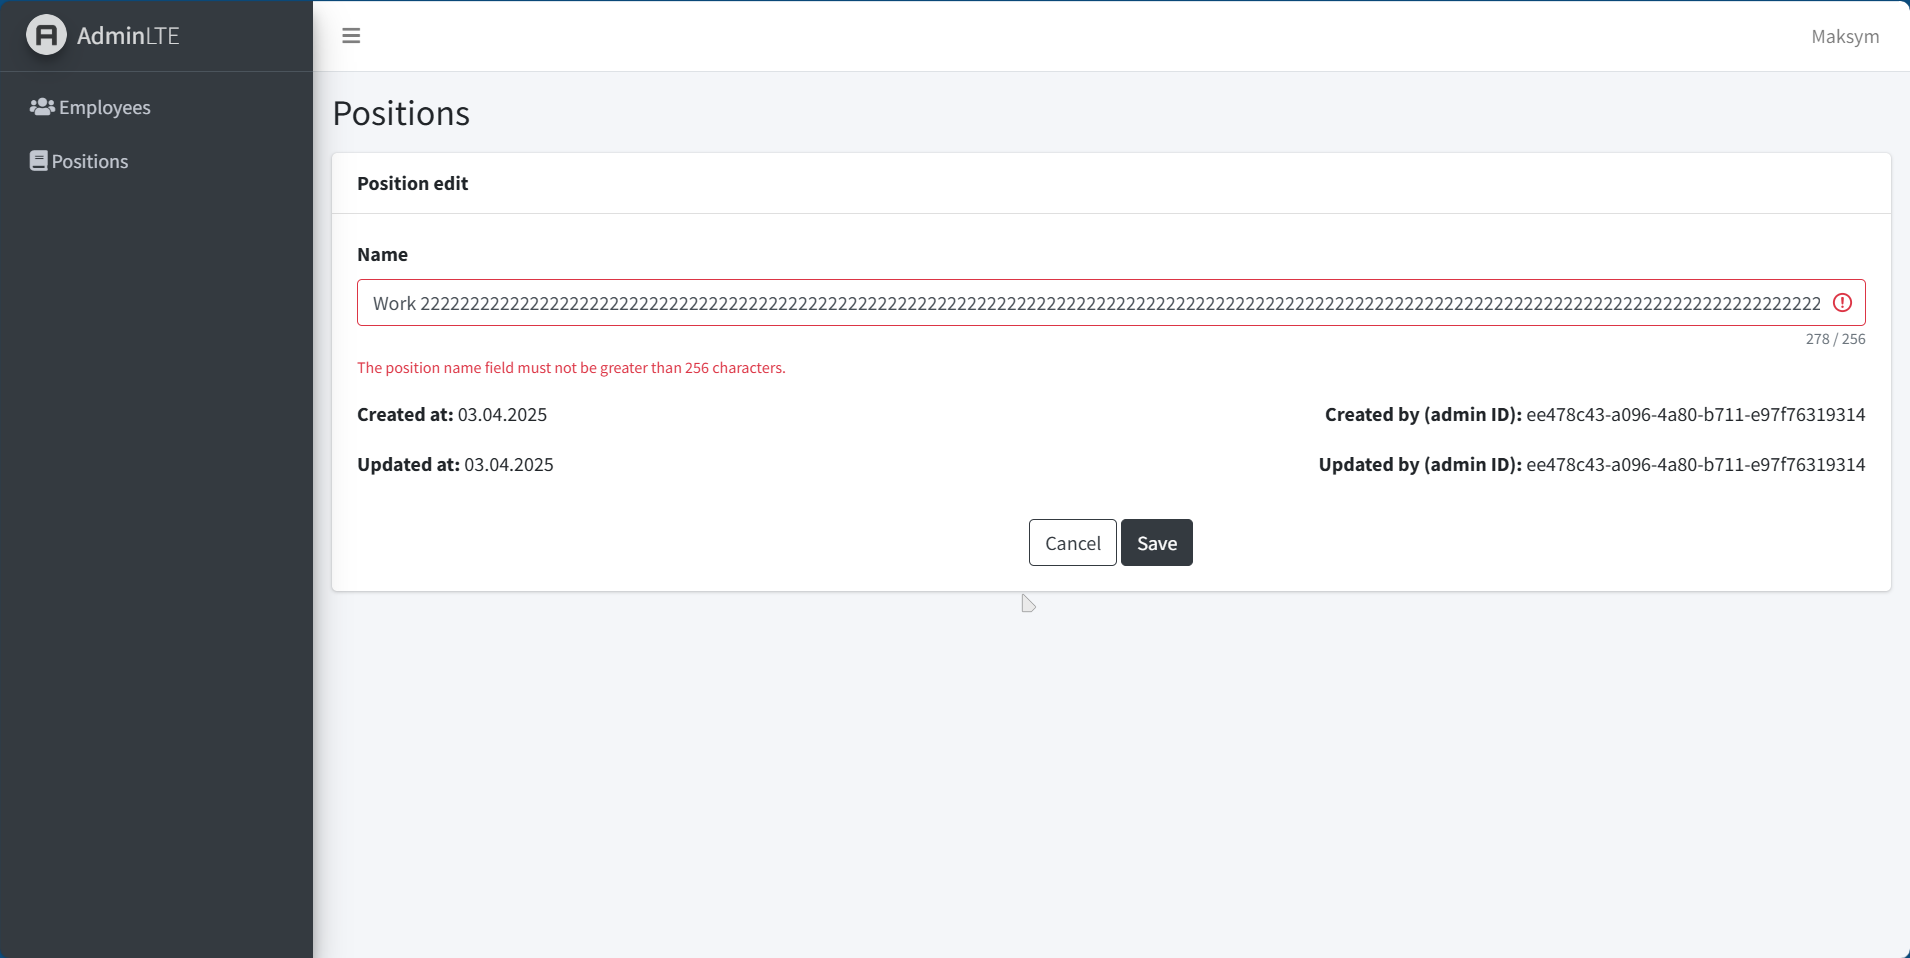 AdminLTE
Maksym
Employees
Positions
Positions
Position edit
Name
278 / 256
The position name field must not be greater than 256 characters.
Created at: 03.04.2025
Created by (admin ID): ee478c43-a096-4a80-b711-e97f76319314
Updated at: 03.04.2025
Updated by (admin ID): ee478c43-a096-4a80-b711-e97f76319314
Cancel
Save